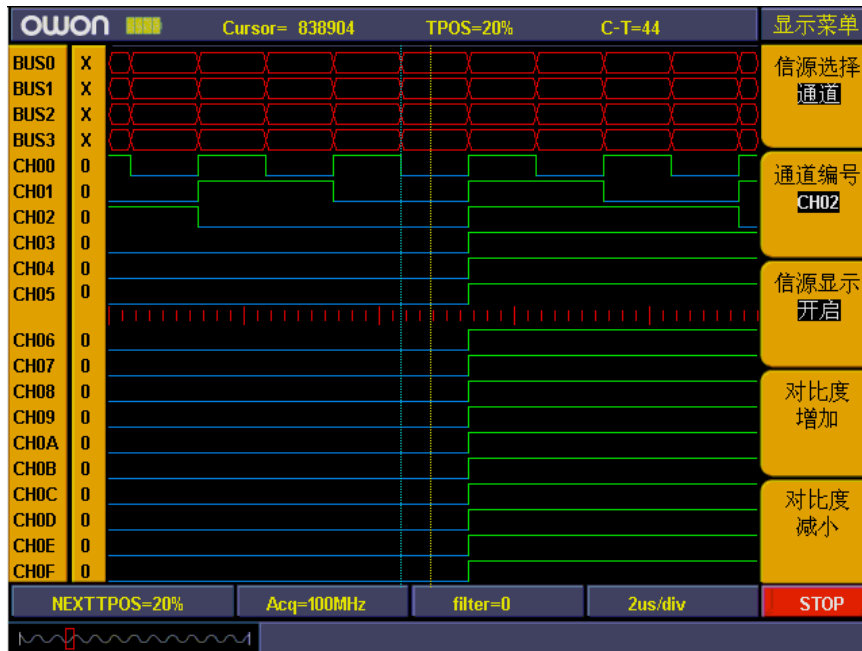 owon Cursor= 838904 TPOS=20% C-T=44 显示菜单
BUS0 X
BUS1 X
BUS2 X
BUS3 X
CH00 0
CH01 0
CH02 0
CH03 0
CH04 0
CH05 0
CH06 0
CH07 0
CH08 0
CH09 0
CH0A 0
CH0B 0
CH0C 0
CH0D 0
CH0E 0
CH0F 0
信源选择
通道
通道编号
CH02
信源显示
开启
对比度
增加
对比度
减小
NEXTTPOS=20% Acq=100MHz filter=0 2us/div STOP